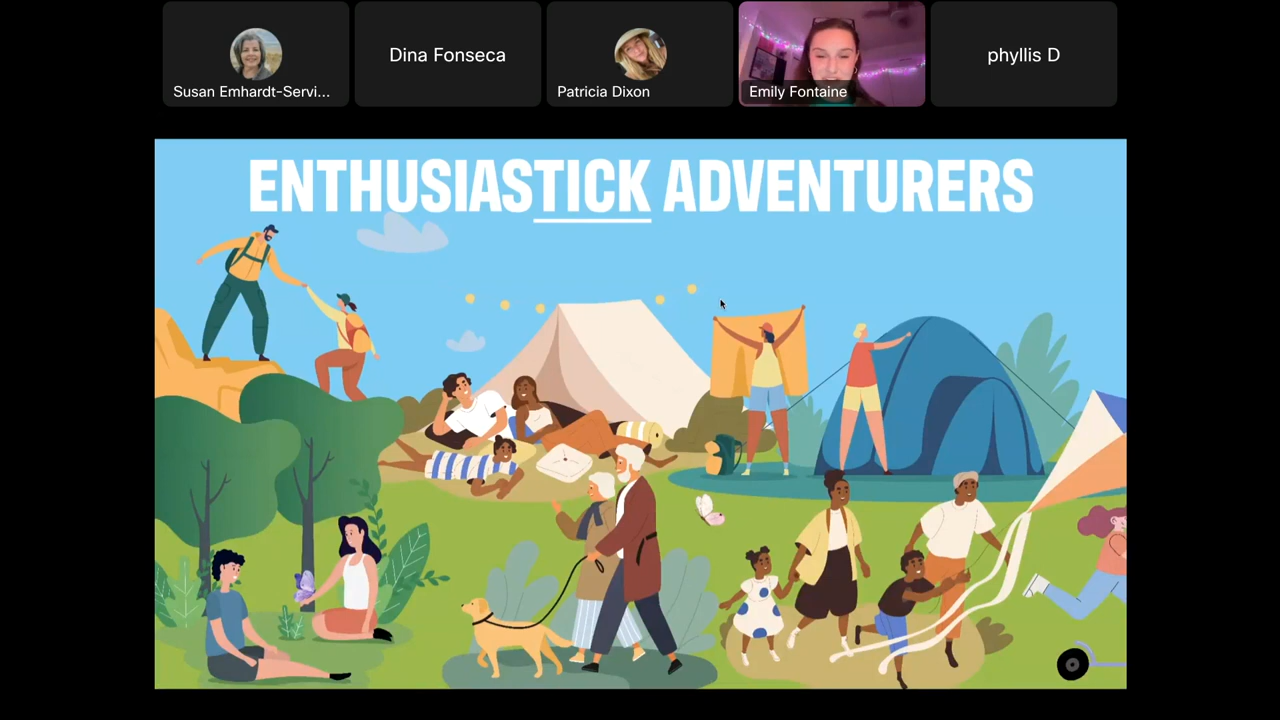 Susan Emhardt-Servi...
Dina Fonseca
Patricia Dixon
Emily Fontaine
phyllis D
ENTHUSIASTICK ADVENTURERS